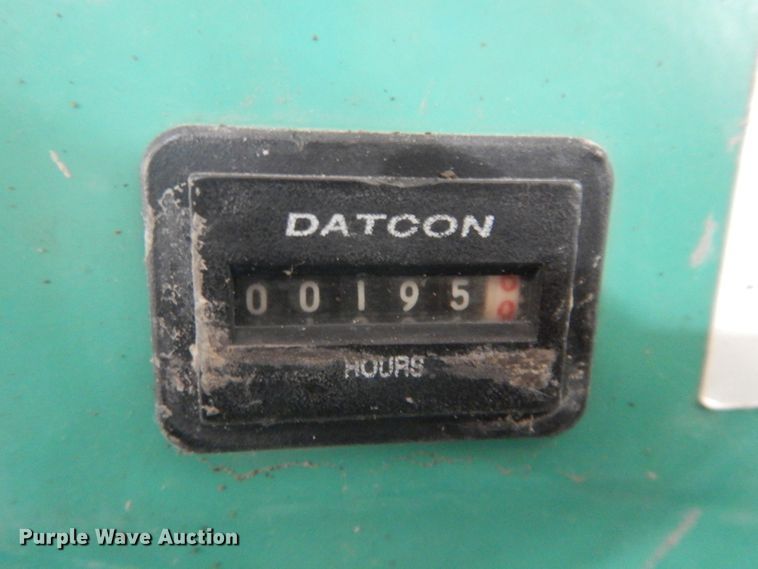 DATCON
00195
HOURS
Purple Wave Auction